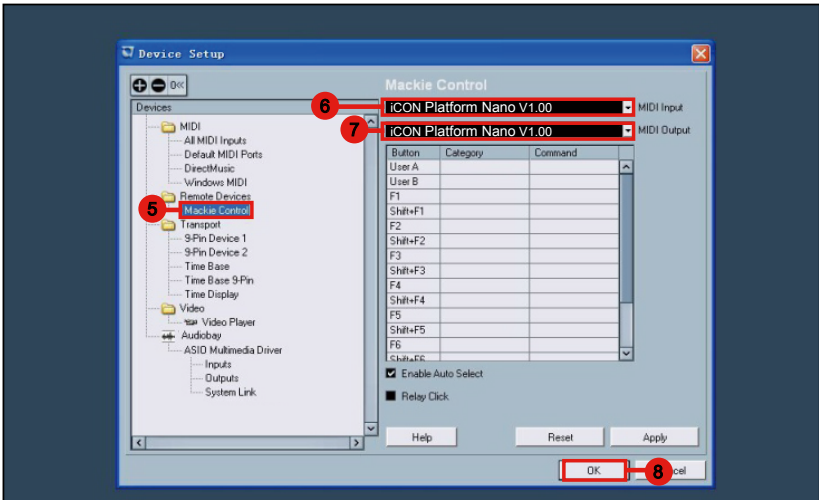 Device Setup
Mackie Control
Devices
6
iCON Platform Nano V1.00
MIDI Input
7
iCON Platform Nano V1.00
MIDI Output
MIDI
All MIDI Inputs
Default MIDI Ports
DirectMusic
Windows MIDI
Remote Devices
5
Mackie Control
Transport
9-Pin Device 1
9-Pin Device 2
Time Base
Time Base 9-Pin
Time Display
Video
Video Player
Audiobay
ASIO Multimedia Driver
Inputs
Outputs
System Link
Button Category Command
User A
User B
F1
Shift+F1
F2
Shift+F2
F3
Shift+F3
F4
Shift+F4
F5
Shift+F5
F6
Shift+F6
Enable Auto Select
Relay Click
Help Reset Apply
OK 8 cel